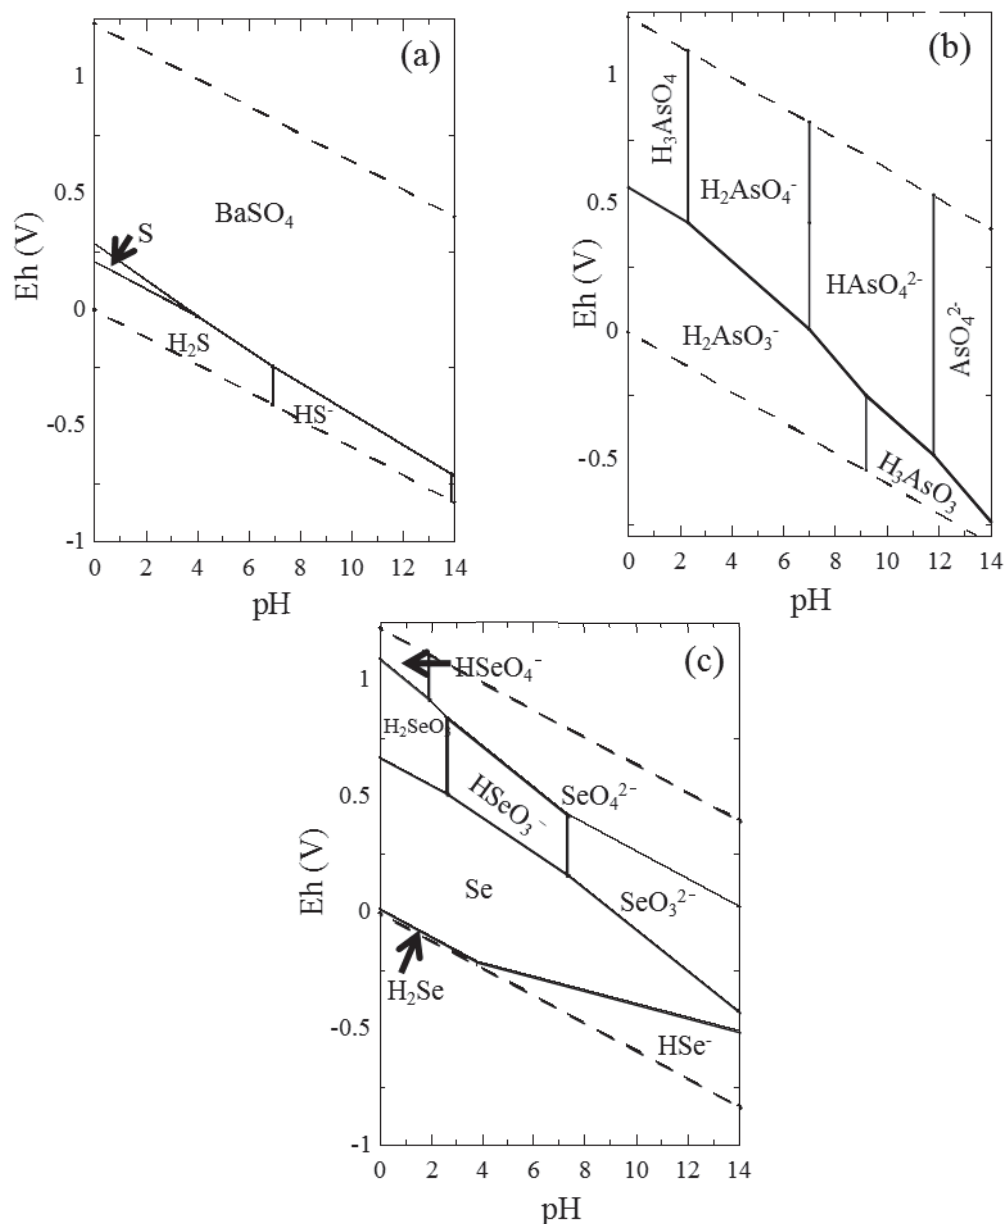 (a)
1
0.5
0
-0.5
-1
Eh (V)
BaSO₄
S
H₂S
HS⁻
0 2 4 6 8 10 12 14
pH
(b)
1
0.5
0
-0.5
Eh (V)
H₃AsO₄
H₂AsO₄⁻
HAsO₄²⁻
AsO₄²⁻
H₂AsO₃⁻
H₃AsO₃
0 2 4 6 8 10 12 14
pH
(c)
1
0.5
0
-0.5
-1
Eh (V)
HSeO₄⁻
H₂SeO₃
HSeO₃⁻
SeO₄²⁻
Se
SeO₃²⁻
H₂Se
HSe⁻
0 2 4 6 8 10 12 14
pH